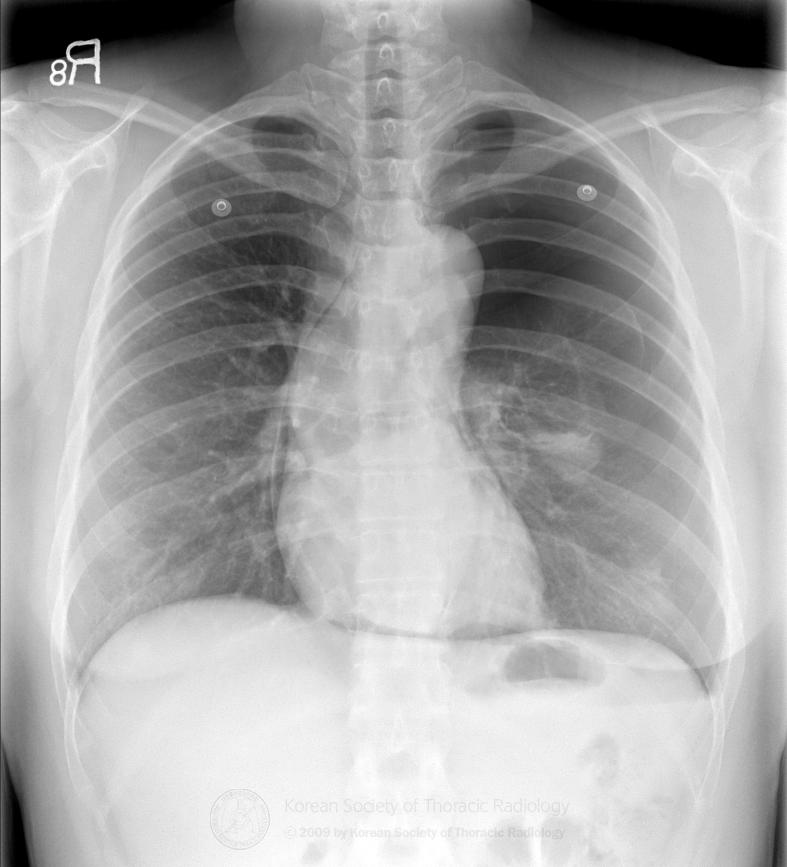 8R
Korean Society of Thoracic Radiology
© 2009 by Korean Society of Thoracic Radiology